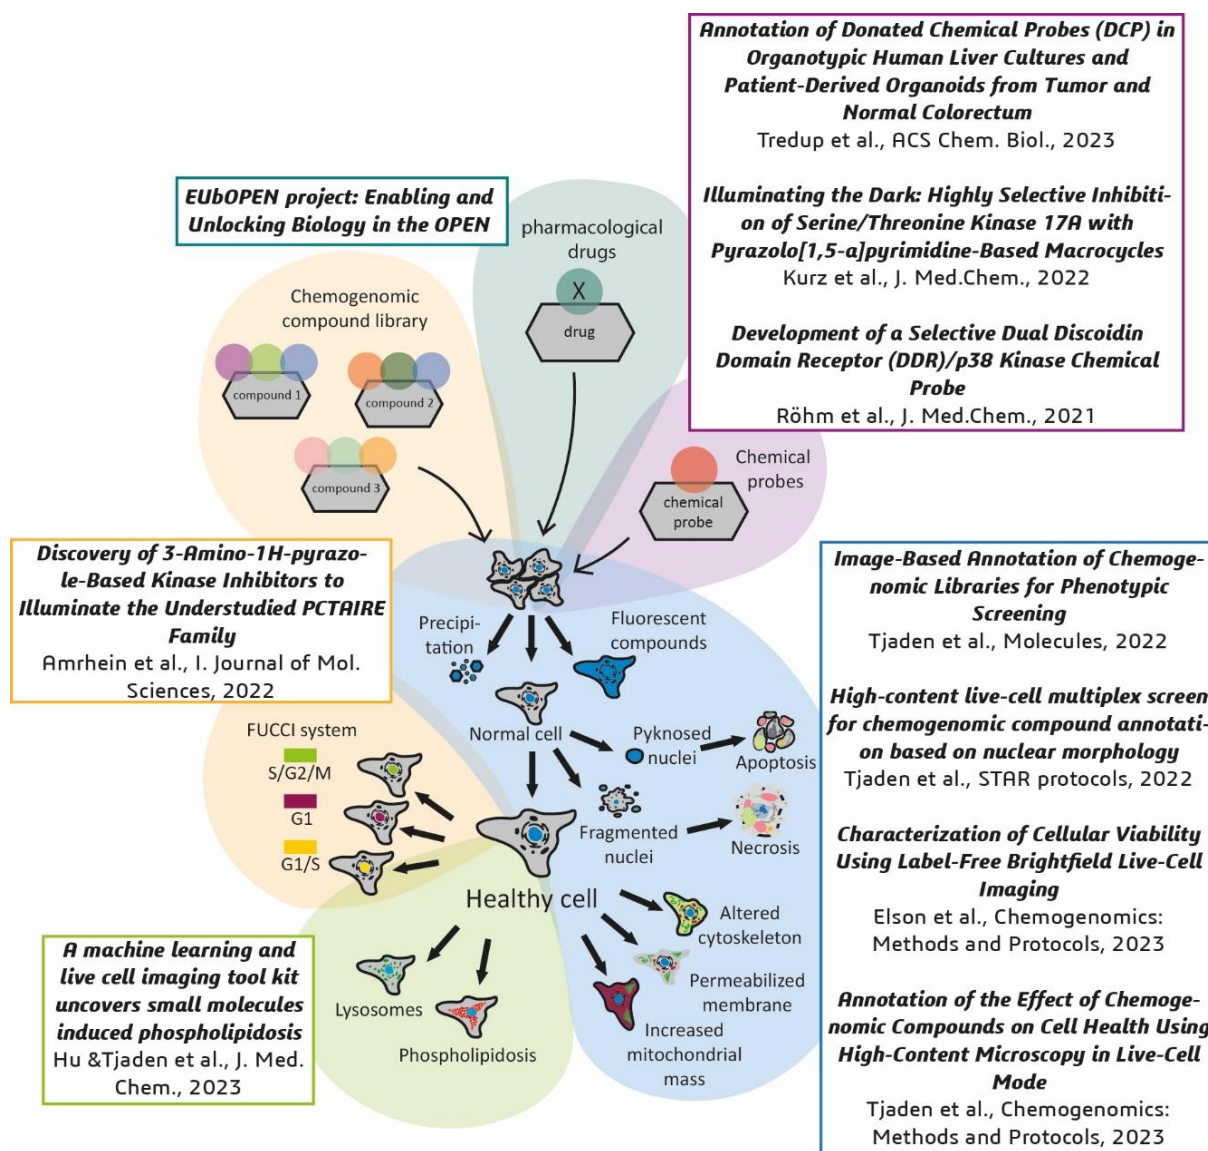 Annotation of Donated Chemical Probes (DCP) in
Organotypic Human Liver Cultures and
Patient-Derived Organoids from Tumor and
Normal Colorectum
Tredup et al., ACS Chem. Biol., 2023
Illuminating the Dark: Highly Selective Inhibiti-
on of Serine/Threonine Kinase 17A with
Pyrazolo[1,5-a]pyrimidine-Based Macrocycles
Kurz et al., J. Med.Chem., 2022
Development of a Selective Dual Discoidin
Domain Receptor (DDR)/p38 Kinase Chemical
Probe
Röhm et al., J. Med.Chem., 2021
EUbOPEN project: Enabling and
Unlocking Biology in the OPEN
pharmacological
drugs
X
drug
Chemogenomic
compound library
compound 1
compound 2
compound 3
Chemical
probes
chemical
probe
Discovery of 3-Amino-1H-pyrazo-
le-Based Kinase Inhibitors to
Illuminate the Understudied PCTAIRE
Family
Amrhein et al., I. Journal of Mol.
Sciences, 2022
Precipi-
tation
Fluorescent
compounds
Normal cell
Pyknosed
nuclei
Apoptosis
Fragmented
nuclei
Necrosis
FUCCI system
S/G2/M
G1
G1/S
Healthy cell
Altered
cytoskeleton
Permeabilized
membrane
Increased
mitochondrial
mass
Lysosomes
Phospholipidosis
Image-Based Annotation of Chemoge-
nomic Libraries for Phenotypic
Screening
Tjaden et al., Molecules, 2022
High-content live-cell multiplex screen
for chemogenomic compound annotati-
on based on nuclear morphology
Tjaden et al., STAR protocols, 2022
Characterization of Cellular Viability
Using Label-Free Brightfield Live-Cell
Imaging
Elson et al., Chemogenomics:
Methods and Protocols, 2023
Annotation of the Effect of Chemoge-
nomic Compounds on Cell Health Using
High-Content Microscopy in Live-Cell
Mode
Tjaden et al., Chemogenomics:
Methods and Protocols, 2023
A machine learning and
live cell imaging tool kit
uncovers small molecules
induced phospholipidosis
Hu &Tjaden et al., J. Med.
Chem., 2023